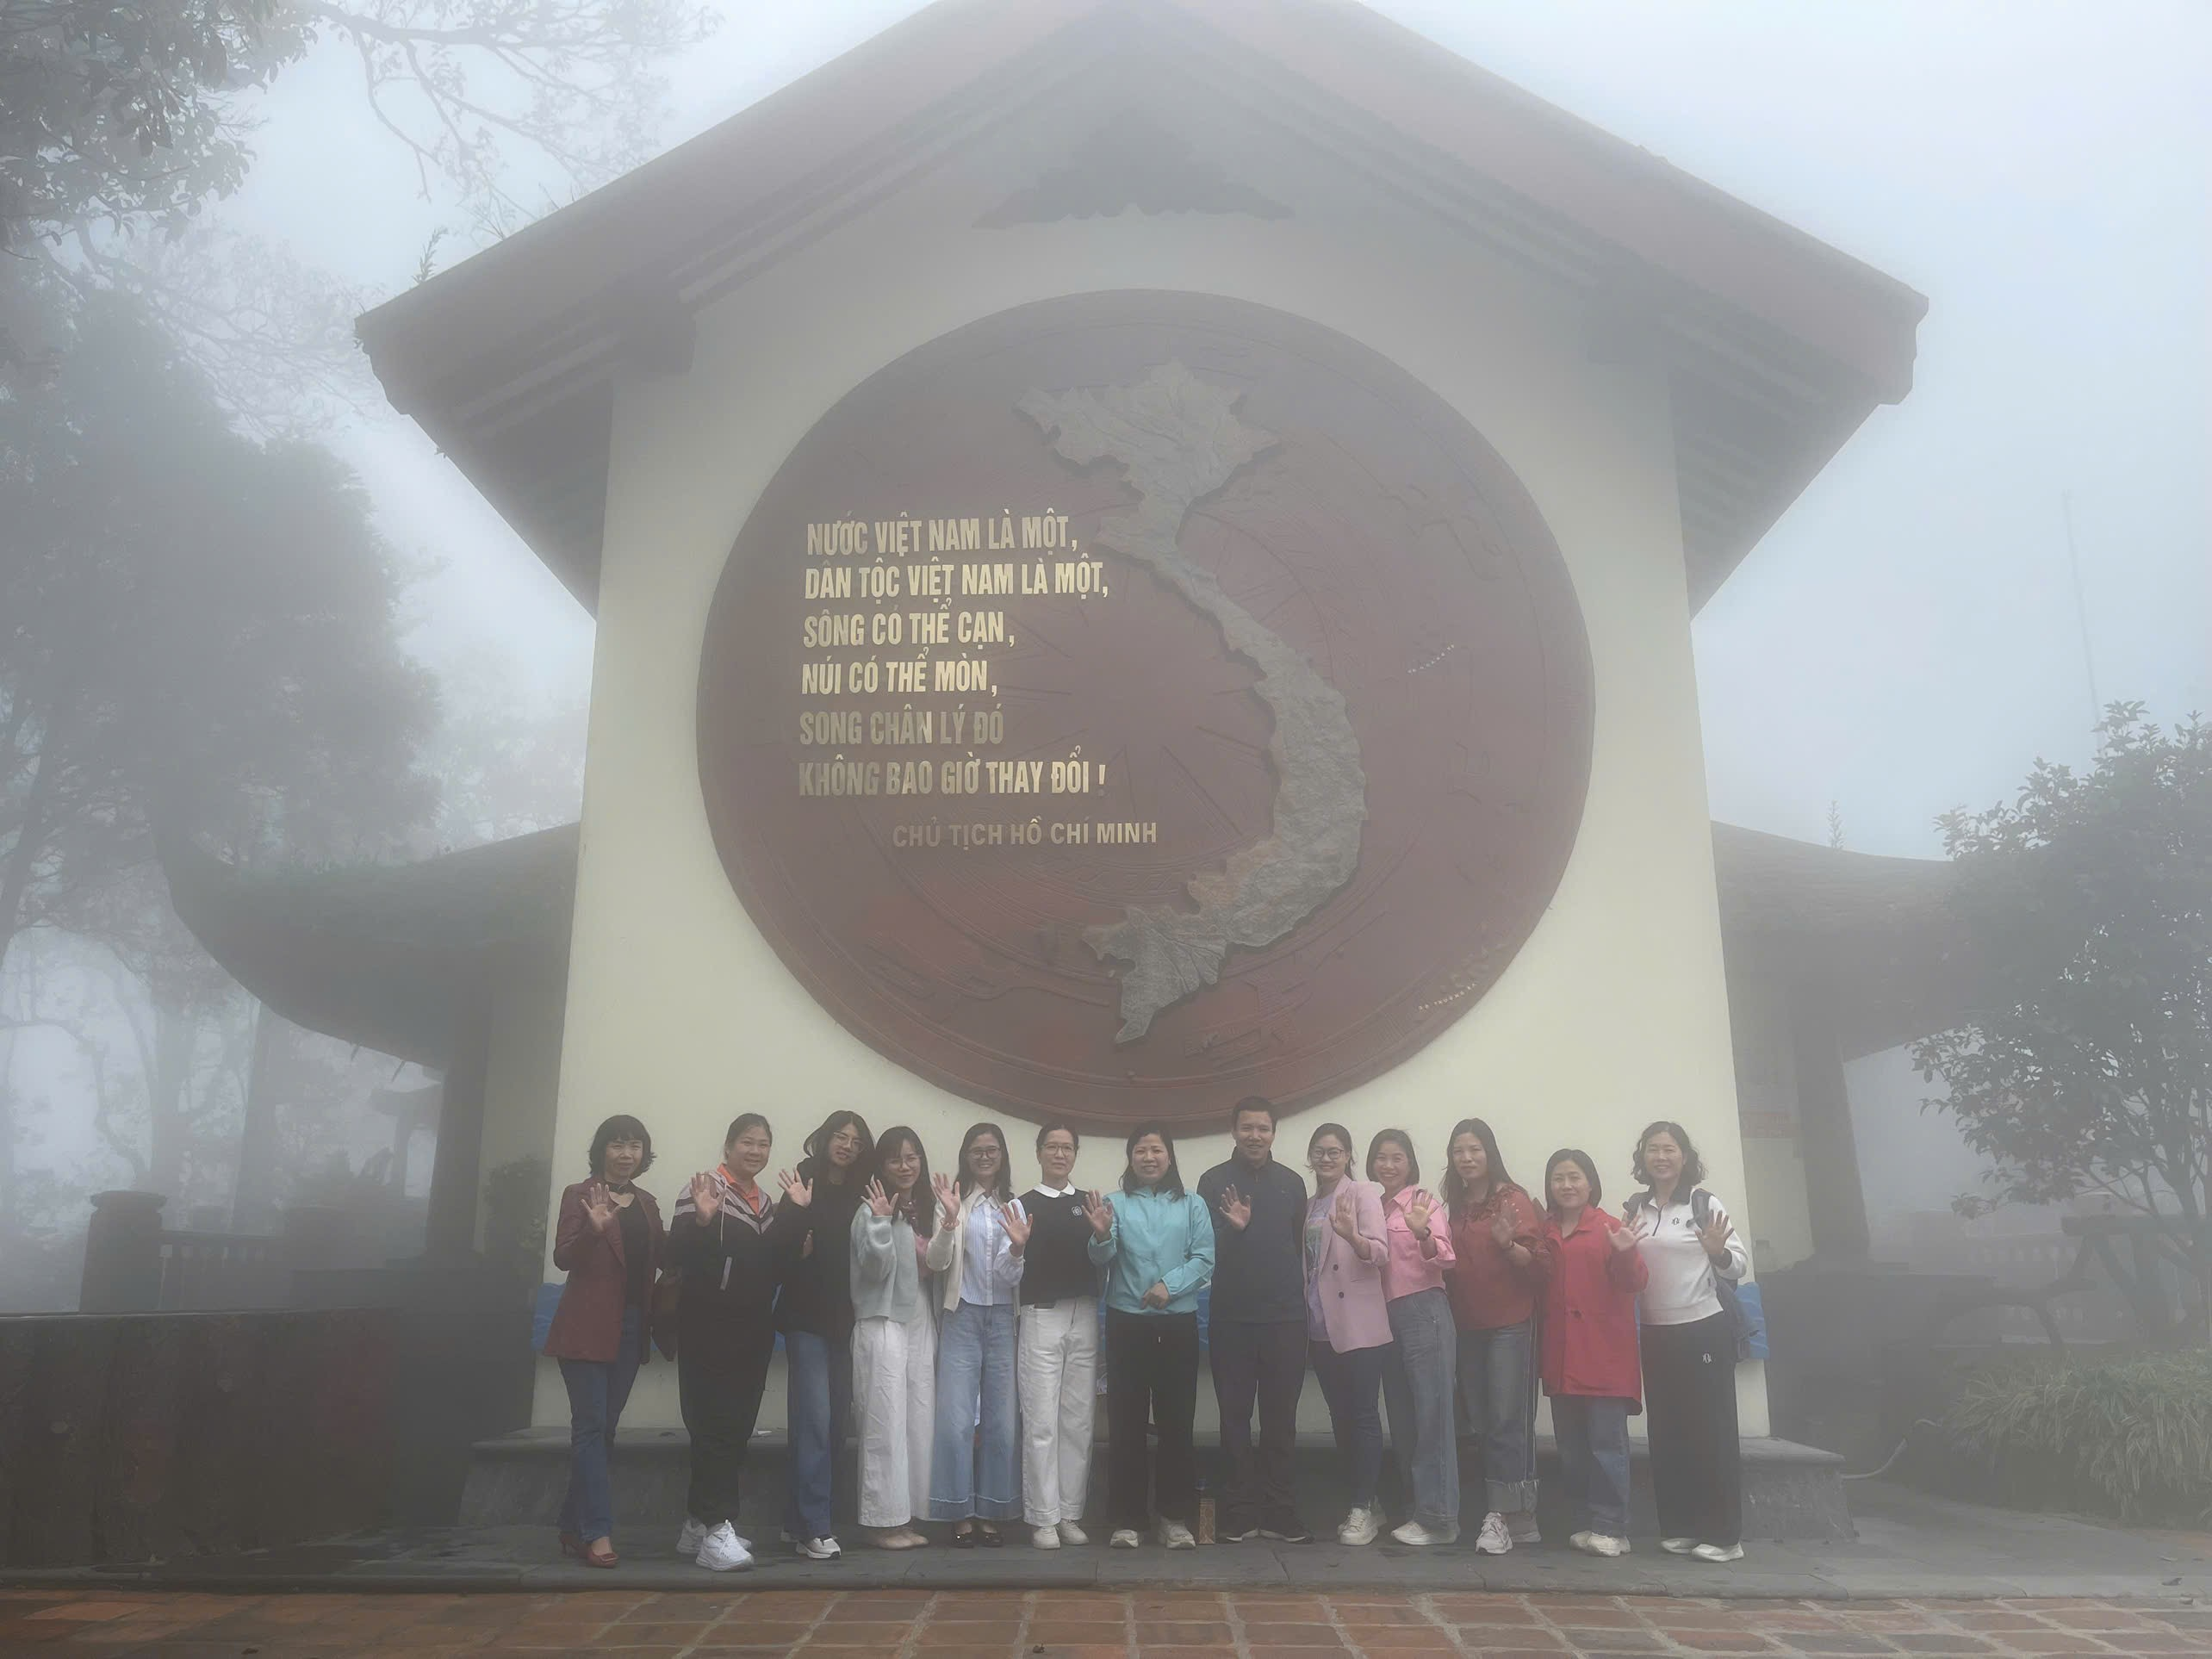 NƯỚC VIỆT NAM LÀ MỘT,
DÂN TỘC VIỆT NAM LÀ MỘT,
SÔNG CÓ THỂ CẠN,
NÚI CÓ THỂ MÒN,
SONG CHÂN LÝ ĐÓ
KHÔNG BAO GIỜ THAY ĐỔI !
CHỦ TỊCH HỒ CHÍ MINH